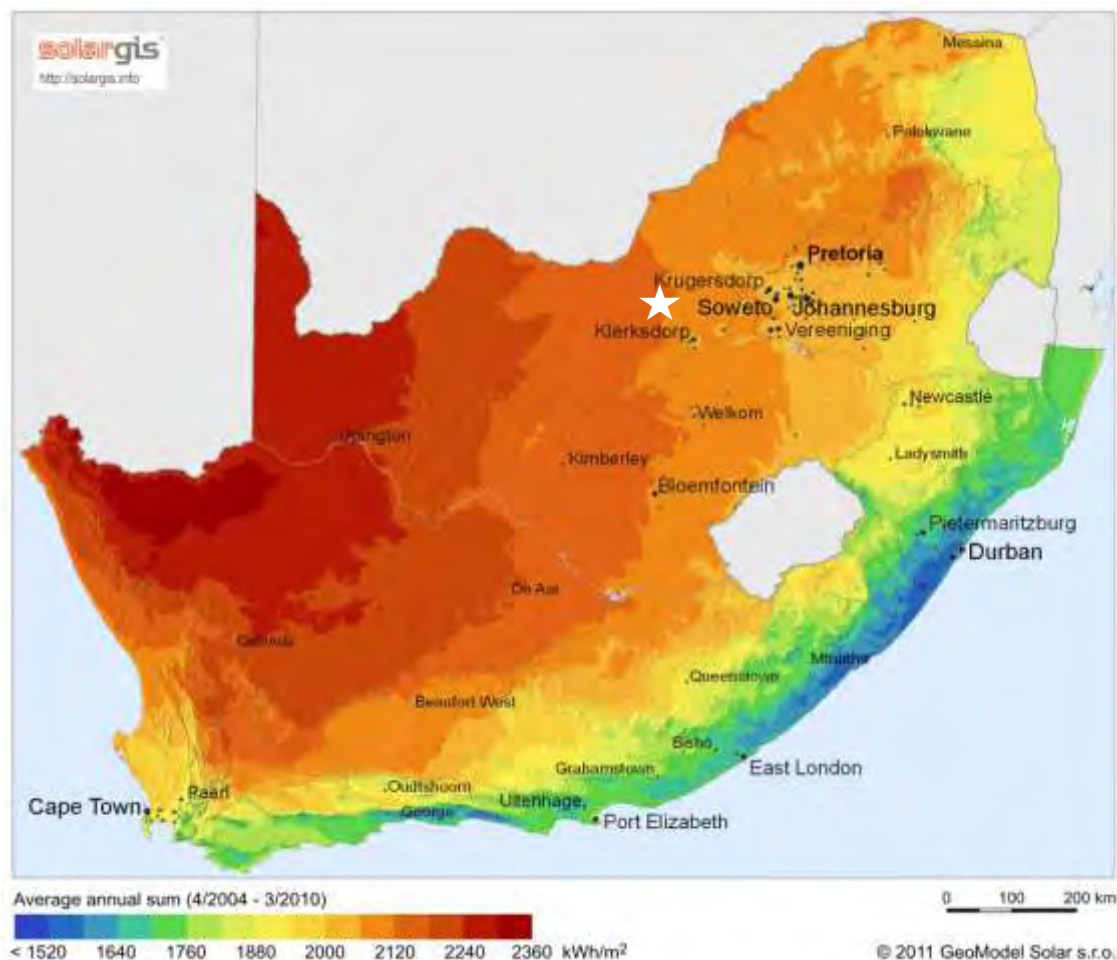 solargis
http://solargis.info
Messina
Polokwane
Pretoria
Krugersdorp
Soweto
Johannesburg
Klerksdorp
Vereeniging
Newcastle
Welkom
Upington
Kimberley
Ladysmith
Bloemfontein
Pietermaritzburg
Durban
De Aar
Calvinia
Mthatha
Queenstown
Beaufort West
Bisho
East London
Grahamstown
Oudtshoorn
Paarl
Uitenhage
Cape Town
George
Port Elizabeth
Average annual sum (4/2004 - 3/2010)
0 100 200 km
< 1520 1640 1760 1880 2000 2120 2240 2360 kWh/m²
© 2011 GeoModel Solar s.r.o.